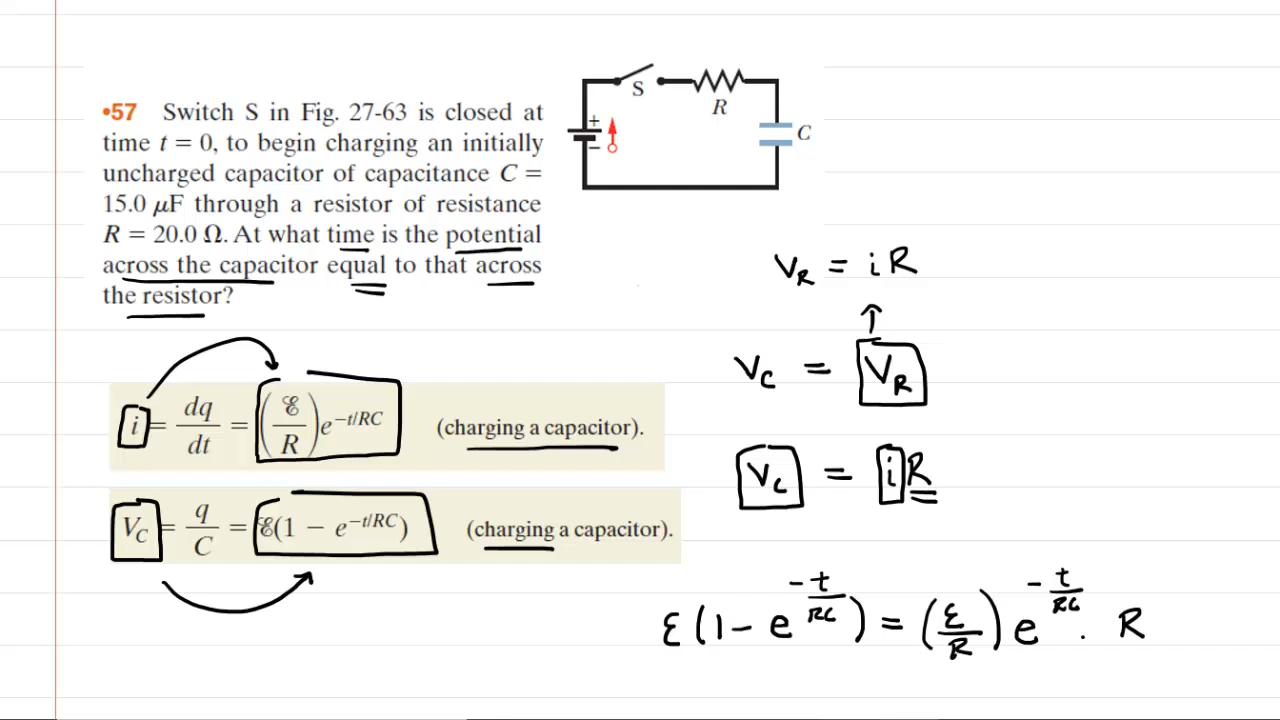 •57 Switch S in Fig. 27-63 is closed at
time t = 0, to begin charging an initially
uncharged capacitor of capacitance C =
15.0 μF through a resistor of resistance
R = 20.0 Ω. At what time is the potential
across the capacitor equal to that across
the resistor?
S
R
C
+
−
V_R = iR
↑
V_C = V_R
i = dq/dt = (ℰ/R)e^{−t/RC} (charging a capacitor).
V_C = iR
V_C = q/C = ℰ(1 − e^{−t/RC}) (charging a capacitor).
ℰ(1 − e^{−t/RC}) = (ℰ/R)e^{−t/RC} · R